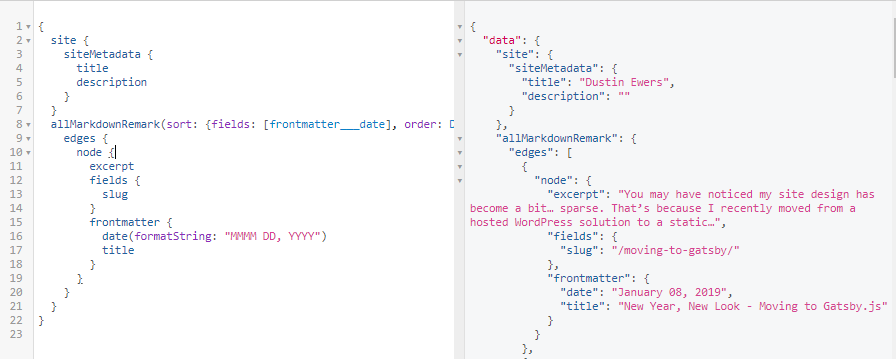 1 {
2 site {
3 siteMetadata {
4 title
5 description
6 }
7 }
8 allMarkdownRemark(sort: {fields: [frontmatter___date], order: D
9 edges {
10 node {
11 excerpt
12 fields {
13 slug
14 }
15 frontmatter {
16 date(formatString: "MMMM DD, YYYY")
17 title
18 }
19 }
20 }
21 }
22 }
23
{
"data": {
"site": {
"siteMetadata": {
"title": "Dustin Ewers",
"description": ""
}
},
"allMarkdownRemark": {
"edges": [
{
"node": {
"excerpt": "You may have noticed my site design has
become a bit… sparse. That’s because I recently moved from a
hosted WordPress solution to a static…",
"fields": {
"slug": "/moving-to-gatsby/"
},
"frontmatter": {
"date": "January 08, 2019",
"title": "New Year, New Look - Moving to Gatsby.js"
}
}
},